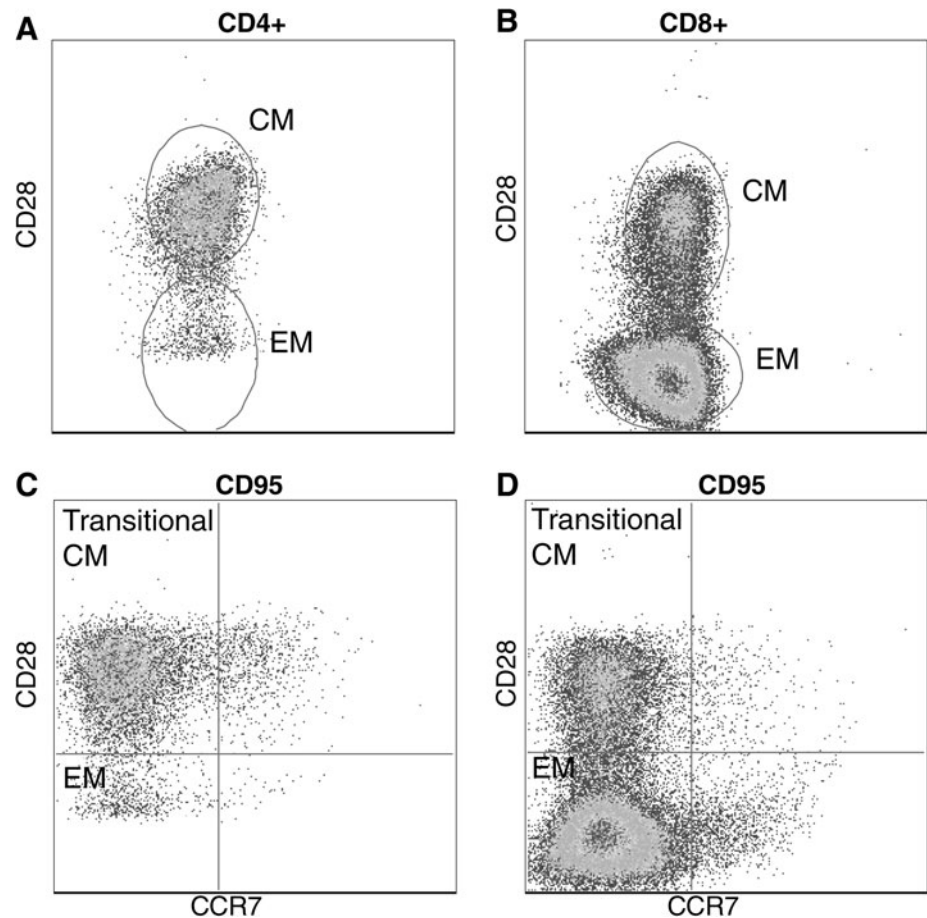 A
CD4+
CD28
CM
EM
B
CD8+
CD28
CM
EM
C
CD95
Transitional
CM
CD28
EM
CCR7
D
CD95
Transitional
CM
CD28
EM
CCR7